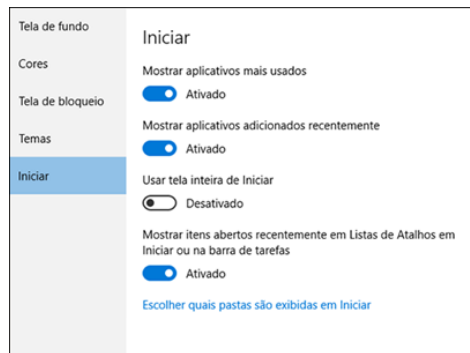 Tela de fundo
Cores
Tela de bloqueio
Temas
Iniciar
Iniciar
Mostrar aplicativos mais usados
Ativado
Mostrar aplicativos adicionados recentemente
Ativado
Usar tela inteira de Iniciar
Desativado
Mostrar itens abertos recentemente em Listas de Atalhos em
Iniciar ou na barra de tarefas
Ativado
Escolher quais pastas são exibidas em Iniciar